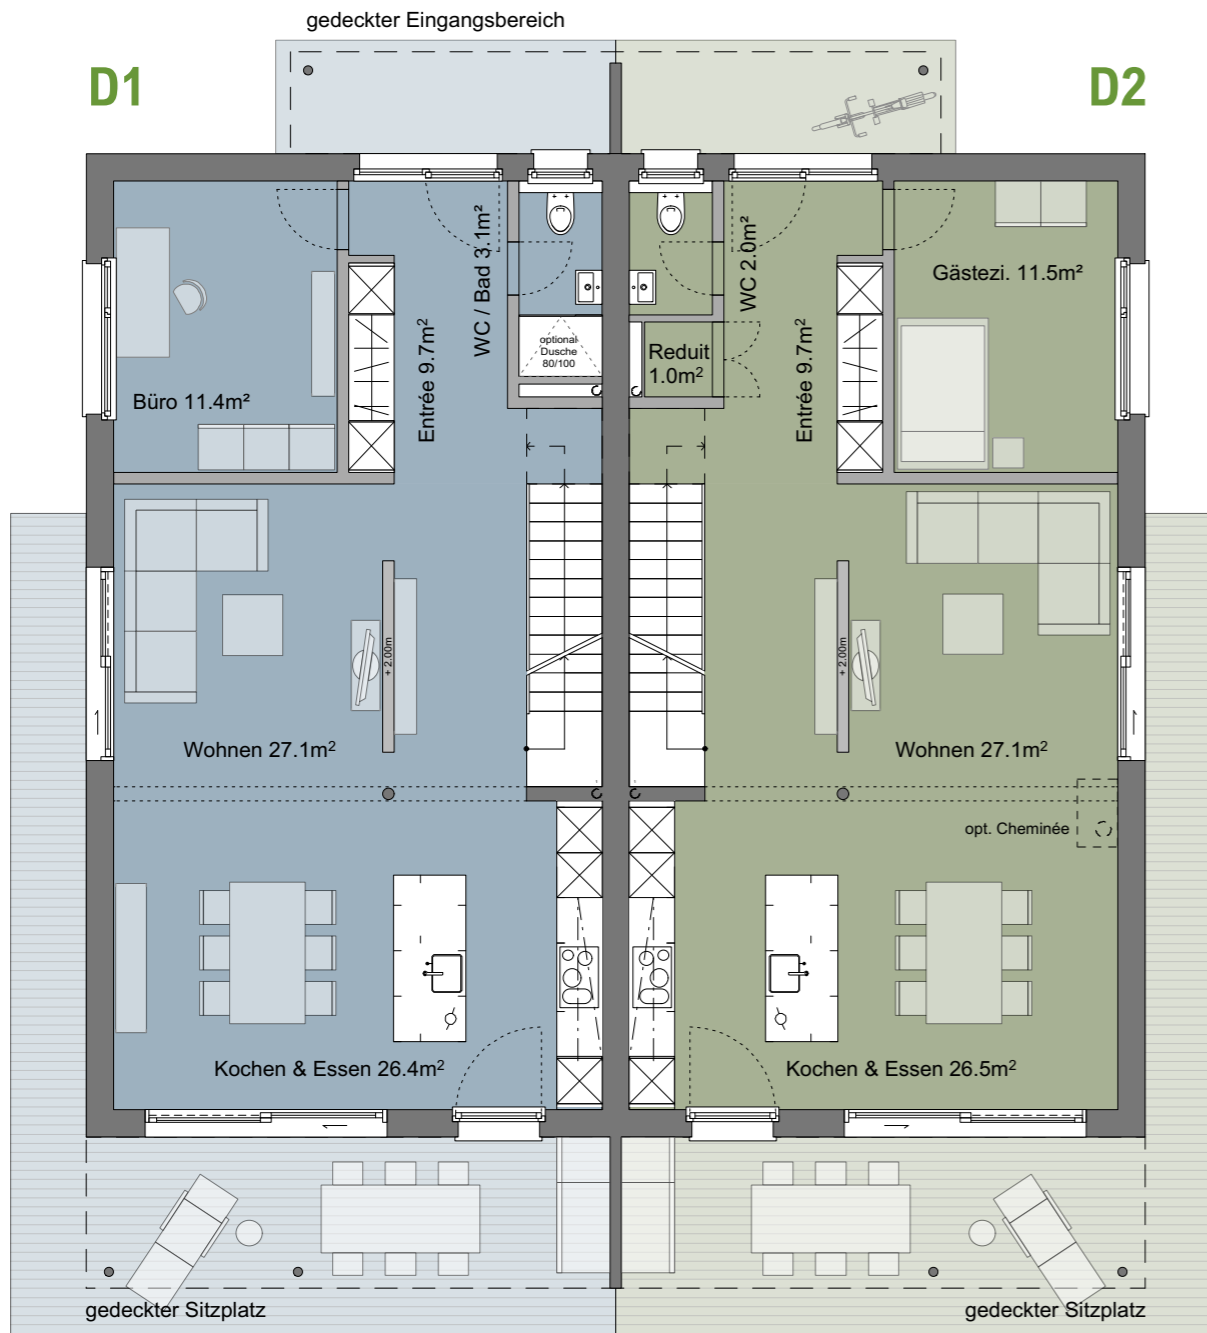 gedeckter Eingangsbereich
D1
D2
WC / Bad 3.1m²
WC 2.0m²
Gästezi. 11.5m²
optional
Dusche
80/100
Reduit
1.0m²
Entrée 9.7m²
Entrée 9.7m²
Büro 11.4m²
+ 2.00m
+ 2.00m
Wohnen 27.1m²
Wohnen 27.1m²
opt. Cheminée
Kochen & Essen 26.4m²
Kochen & Essen 26.5m²
gedeckter Sitzplatz
gedeckter Sitzplatz